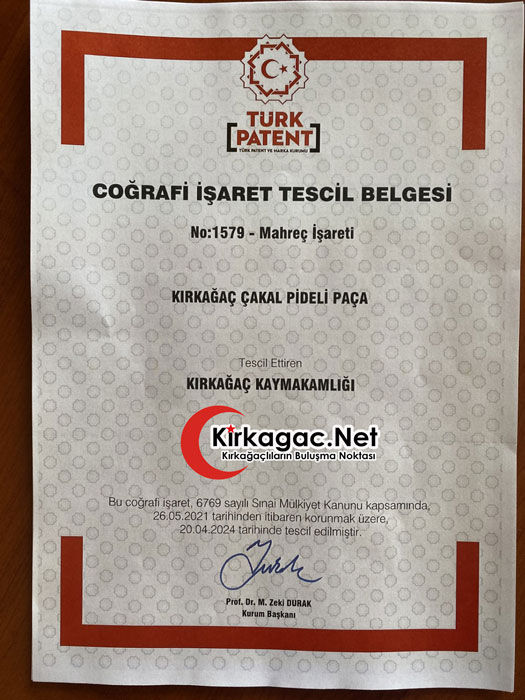 TÜRK
PATENT
TÜRK PATENT VE MARKA KURUMU
COĞRAFİ İŞARET TESCİL BELGESİ
No:1579 - Mahreç İşareti
KIRKAĞAÇ ÇAKAL PİDELİ PAÇA
Tescil Ettiren
KIRKAĞAÇ KAYMAKAMLIĞI
Kirkagac.Net
Kırkağaçlıların Buluşma Noktası
Bu coğrafi işaret, 6769 sayılı Sınai Mülkiyet Kanunu kapsamında,
26.05.2021 tarihinden itibaren korunmak üzere,
20.04.2024 tarihinde tescil edilmiştir.
Prof. Dr. M. Zeki DURAK
Kurum Başkanı